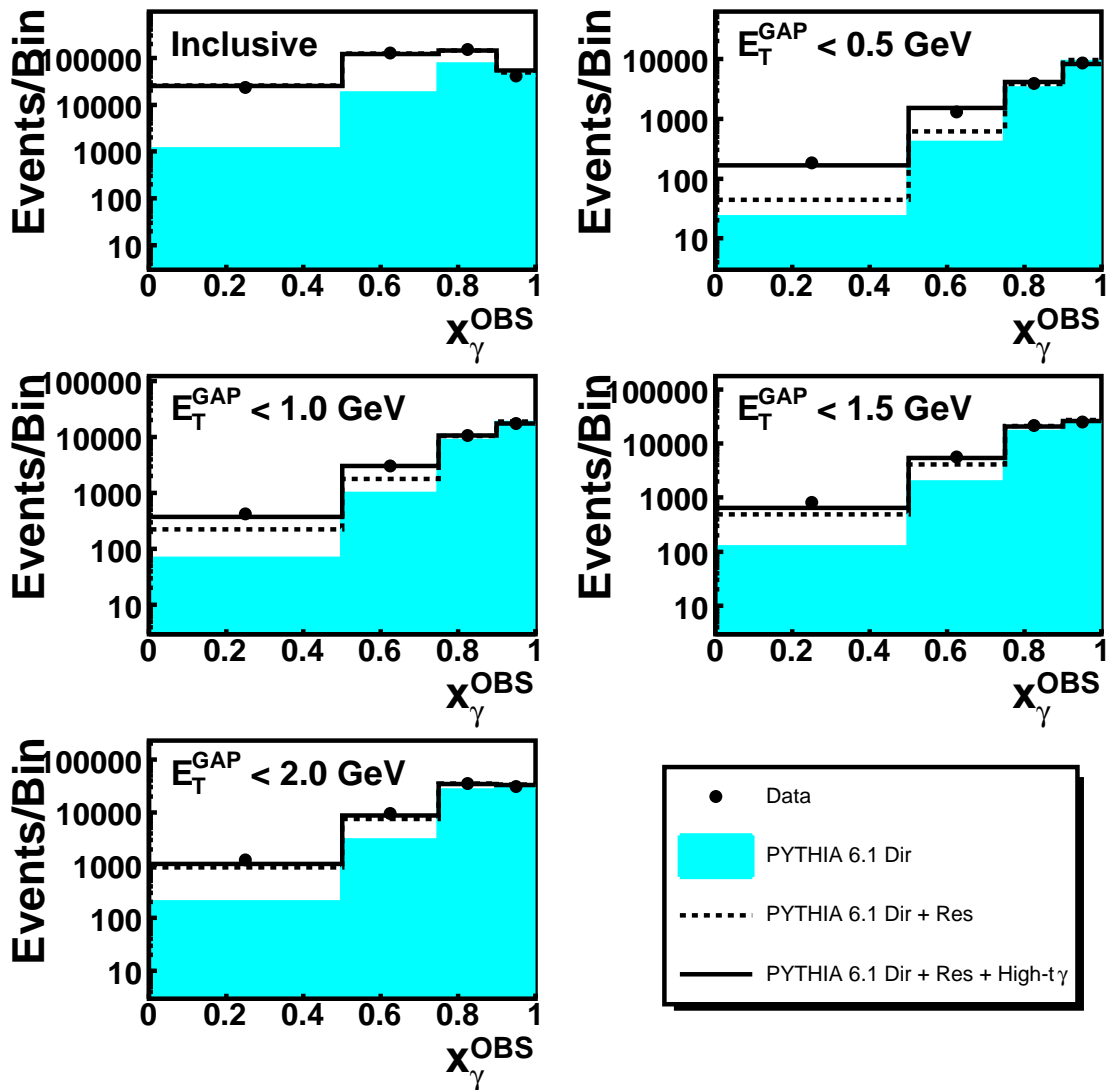 Inclusive
Events/Bin
100000
10000
1000
100
10
0 0.2 0.4 0.6 0.8 1
xγ^OBS
E_T^GAP < 0.5 GeV
Events/Bin
10000
1000
100
10
0 0.2 0.4 0.6 0.8 1
xγ^OBS
E_T^GAP < 1.0 GeV
Events/Bin
100000
10000
1000
100
10
0 0.2 0.4 0.6 0.8 1
xγ^OBS
E_T^GAP < 1.5 GeV
Events/Bin
100000
10000
1000
100
10
0 0.2 0.4 0.6 0.8 1
xγ^OBS
E_T^GAP < 2.0 GeV
Events/Bin
100000
10000
1000
100
10
0 0.2 0.4 0.6 0.8 1
xγ^OBS
Data
PYTHIA 6.1 Dir
PYTHIA 6.1 Dir + Res
PYTHIA 6.1 Dir + Res + High-t γ